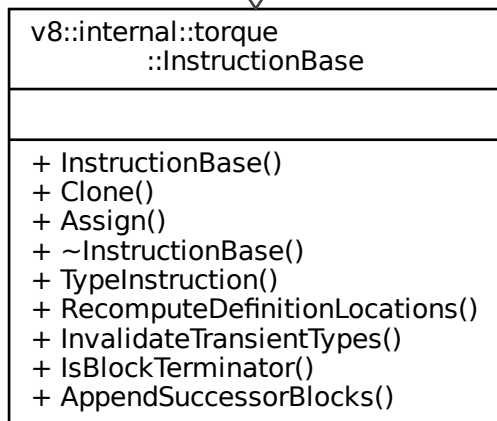 v8::internal::torque
::InstructionBase
+ InstructionBase()
+ Clone()
+ Assign()
+ ~InstructionBase()
+ TypeInstruction()
+ RecomputeDefinitionLocations()
+ InvalidateTransientTypes()
+ IsBlockTerminator()
+ AppendSuccessorBlocks()